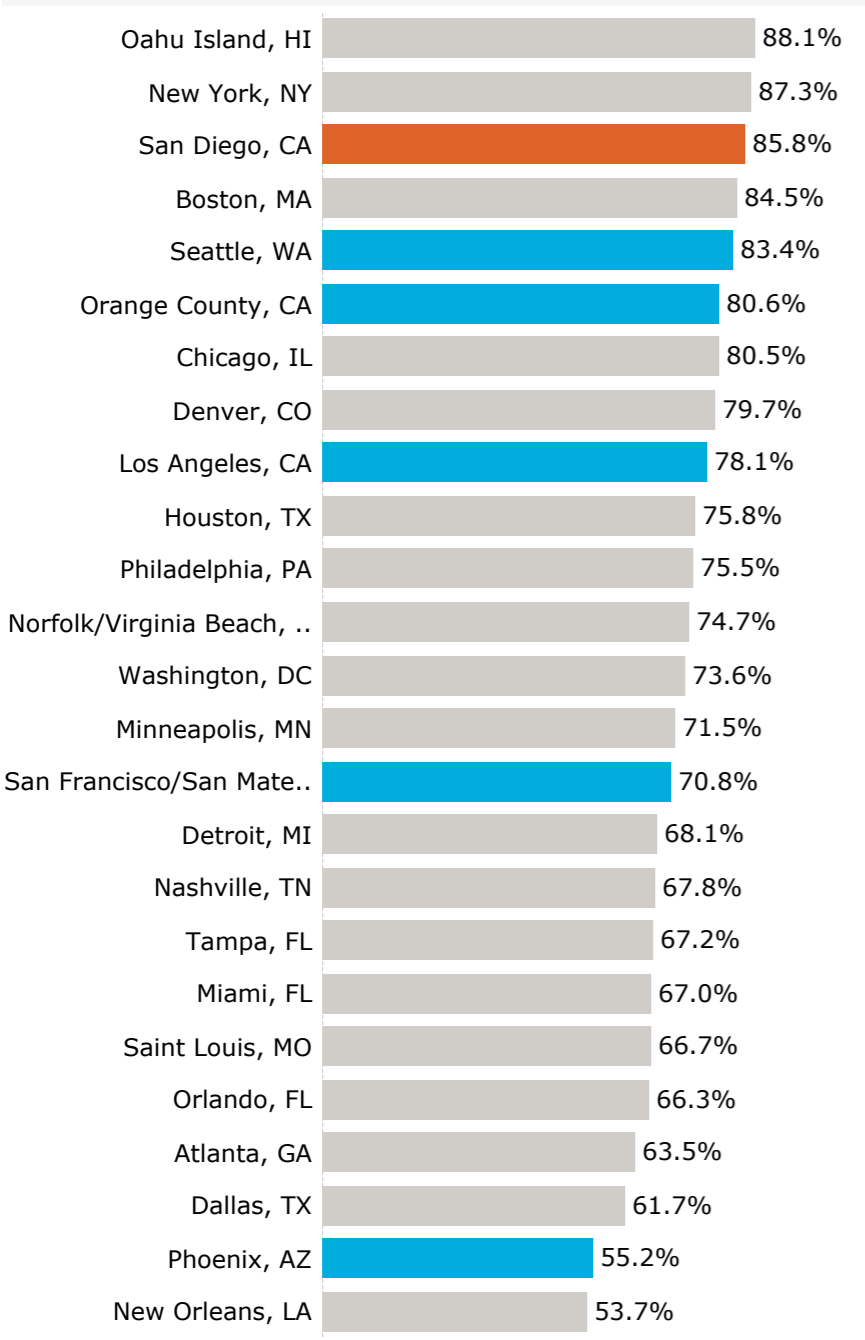 Oahu Island, HI 88.1%
New York, NY 87.3%
San Diego, CA 85.8%
Boston, MA 84.5%
Seattle, WA 83.4%
Orange County, CA 80.6%
Chicago, IL 80.5%
Denver, CO 79.7%
Los Angeles, CA 78.1%
Houston, TX 75.8%
Philadelphia, PA 75.5%
Norfolk/Virginia Beach, .. 74.7%
Washington, DC 73.6%
Minneapolis, MN 71.5%
San Francisco/San Mate.. 70.8%
Detroit, MI 68.1%
Nashville, TN 67.8%
Tampa, FL 67.2%
Miami, FL 67.0%
Saint Louis, MO 66.7%
Orlando, FL 66.3%
Atlanta, GA 63.5%
Dallas, TX 61.7%
Phoenix, AZ 55.2%
New Orleans, LA 53.7%